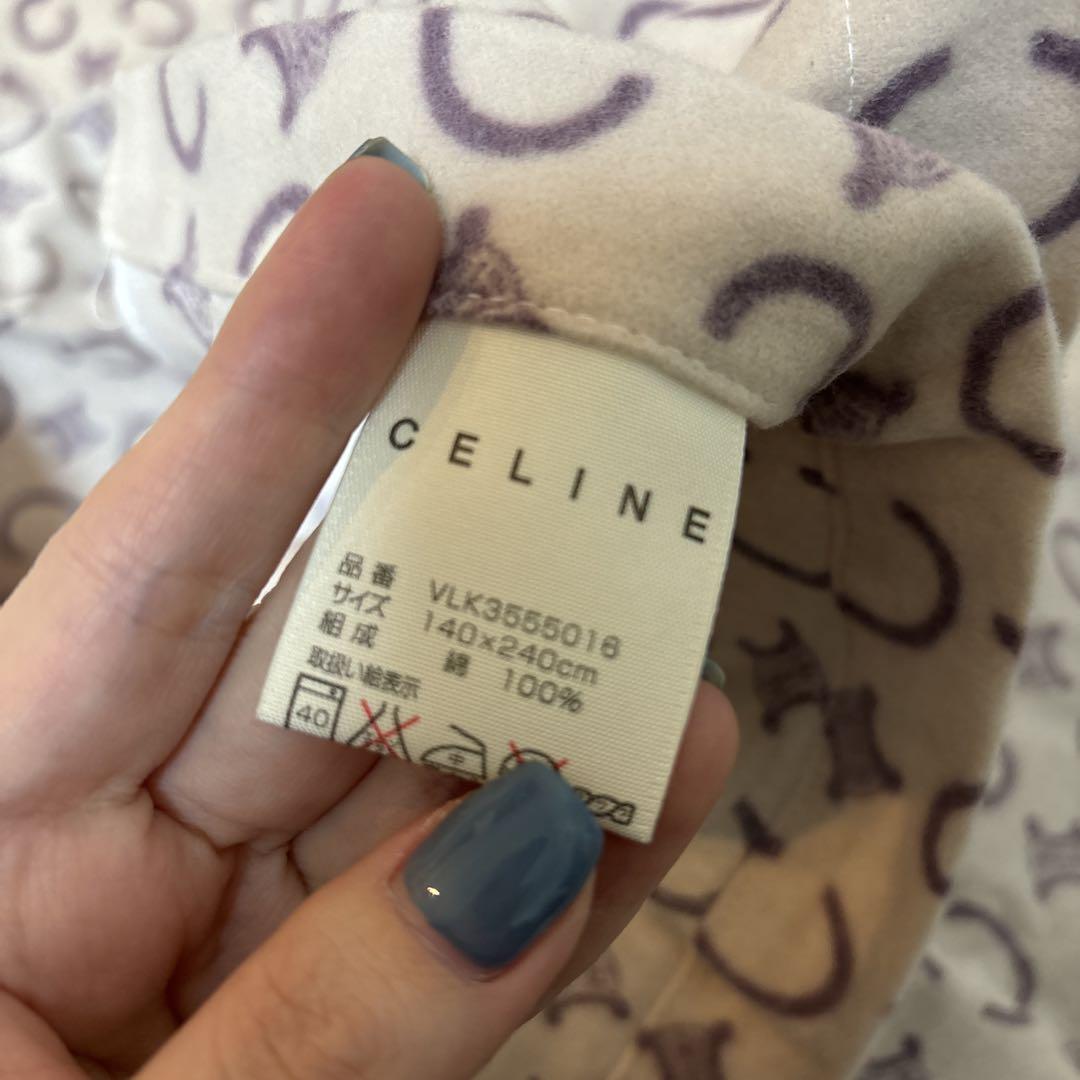 CELINE
品番 VLK3555016
サイズ 140×240cm
組成 綿 100%
取扱い絵表示
40
中